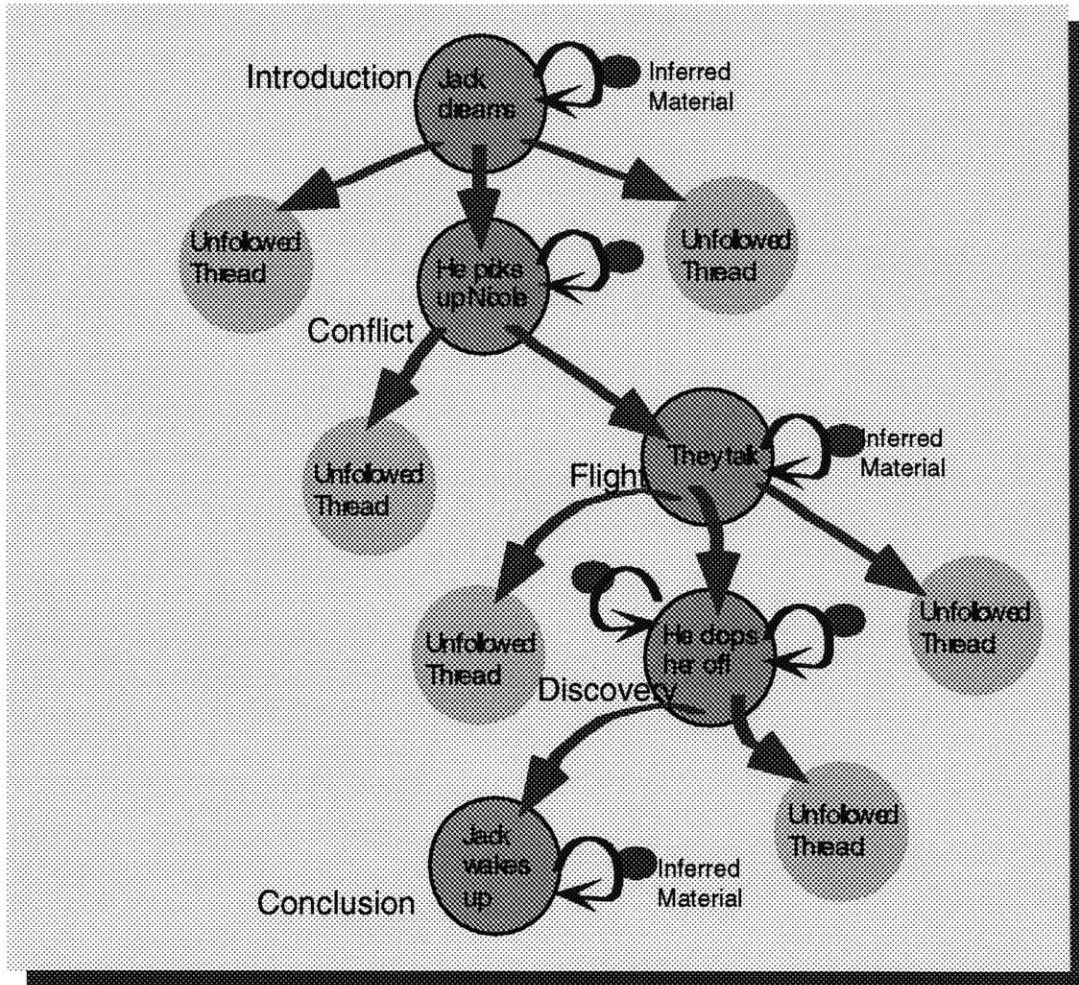 Introduction
Jack
dreams
Inferred
Material
Unfollowed
Thread
Unfollowed
Thread
He picks
up Nicole
Conflict
Unfollowed
Thread
They talk
Inferred
Material
Flight
Unfollowed
Thread
He drops
her off
Unfollowed
Thread
Discovery
Unfollowed
Thread
Jack
wakes
up
Inferred
Material
Conclusion